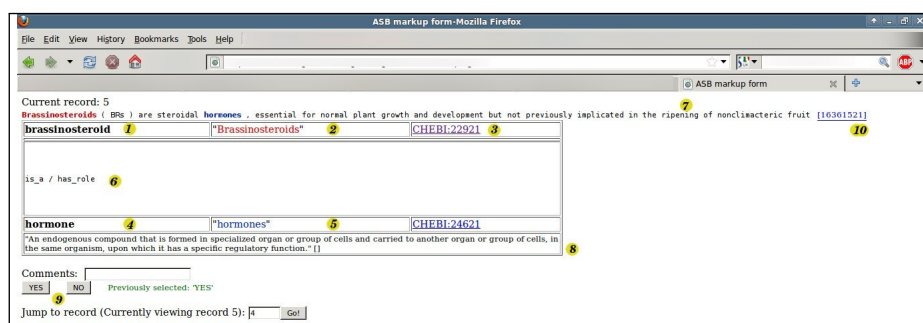 ASB markup form-Mozilla Firefox
File Edit View History Bookmarks Tools Help
ABP
ASB markup form
Current record: 5
7
Brassinosteroids ( BRs ) are steroidal hormones , essential for normal plant growth and development but not previously implicated in the ripening of nonclimacteric fruit [16361521]
brassinosteroid 1 "Brassinosteroids" 2 CHEBI:22921 3 10
is_a / has_role 6
hormone 4 "hormones" 5 CHEBI:24621
"An endogenous compound that is formed in specialized organ or group of cells and carried to another organ or group of cells, in
the same organism, upon which it has a specific regulatory function." [] 8
Comments:
YES NO Previously selected: 'YES'
9
Jump to record (Currently viewing record 5): 4 Go!